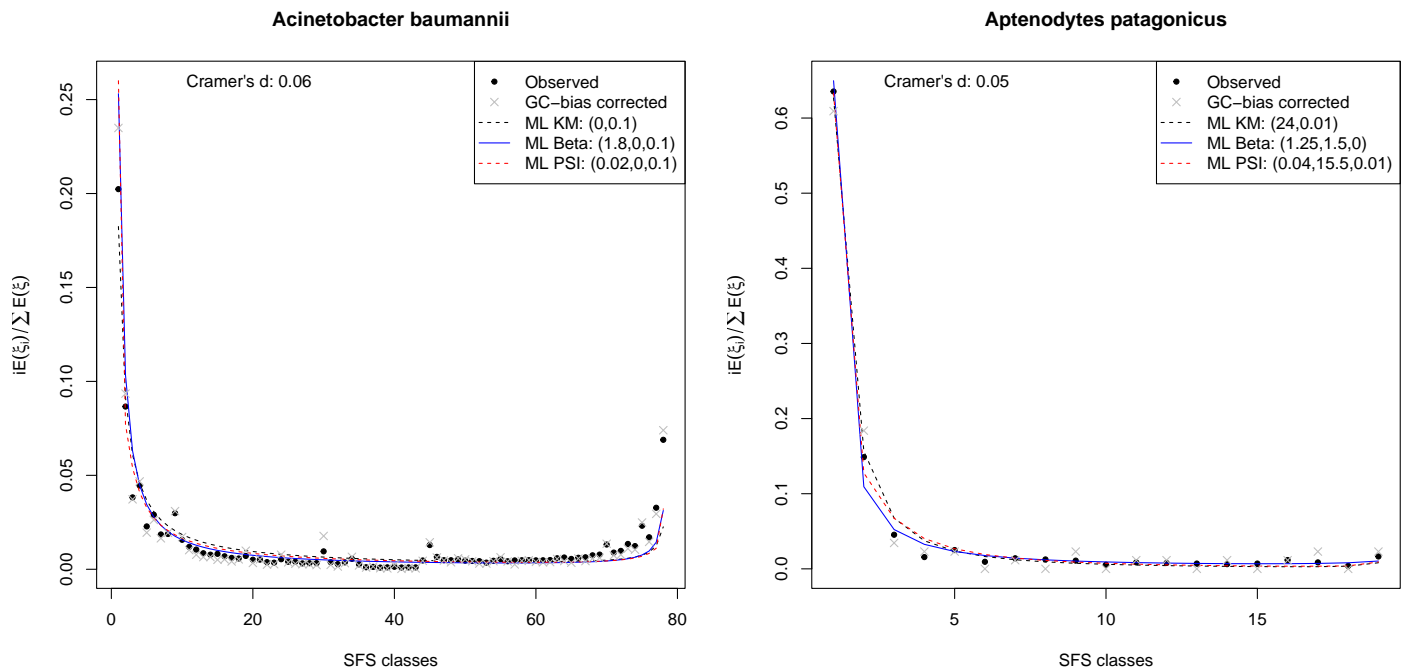 Acinetobacter baumannii
Cramer's d: 0.06
Observed
GC−bias corrected
ML KM: (0,0.1)
ML Beta: (1.8,0,0.1)
ML PSI: (0.02,0,0.1)
iE(ξi)/∑E(ξ)
0.25
0.20
0.15
0.10
0.05
0.00
0 20 40 60 80
SFS classes
Aptenodytes patagonicus
Cramer's d: 0.05
Observed
GC−bias corrected
ML KM: (24,0.01)
ML Beta: (1.25,1.5,0)
ML PSI: (0.04,15.5,0.01)
iE(ξi)/∑E(ξ)
0.6
0.5
0.4
0.3
0.2
0.1
0.0
5 10 15
SFS classes